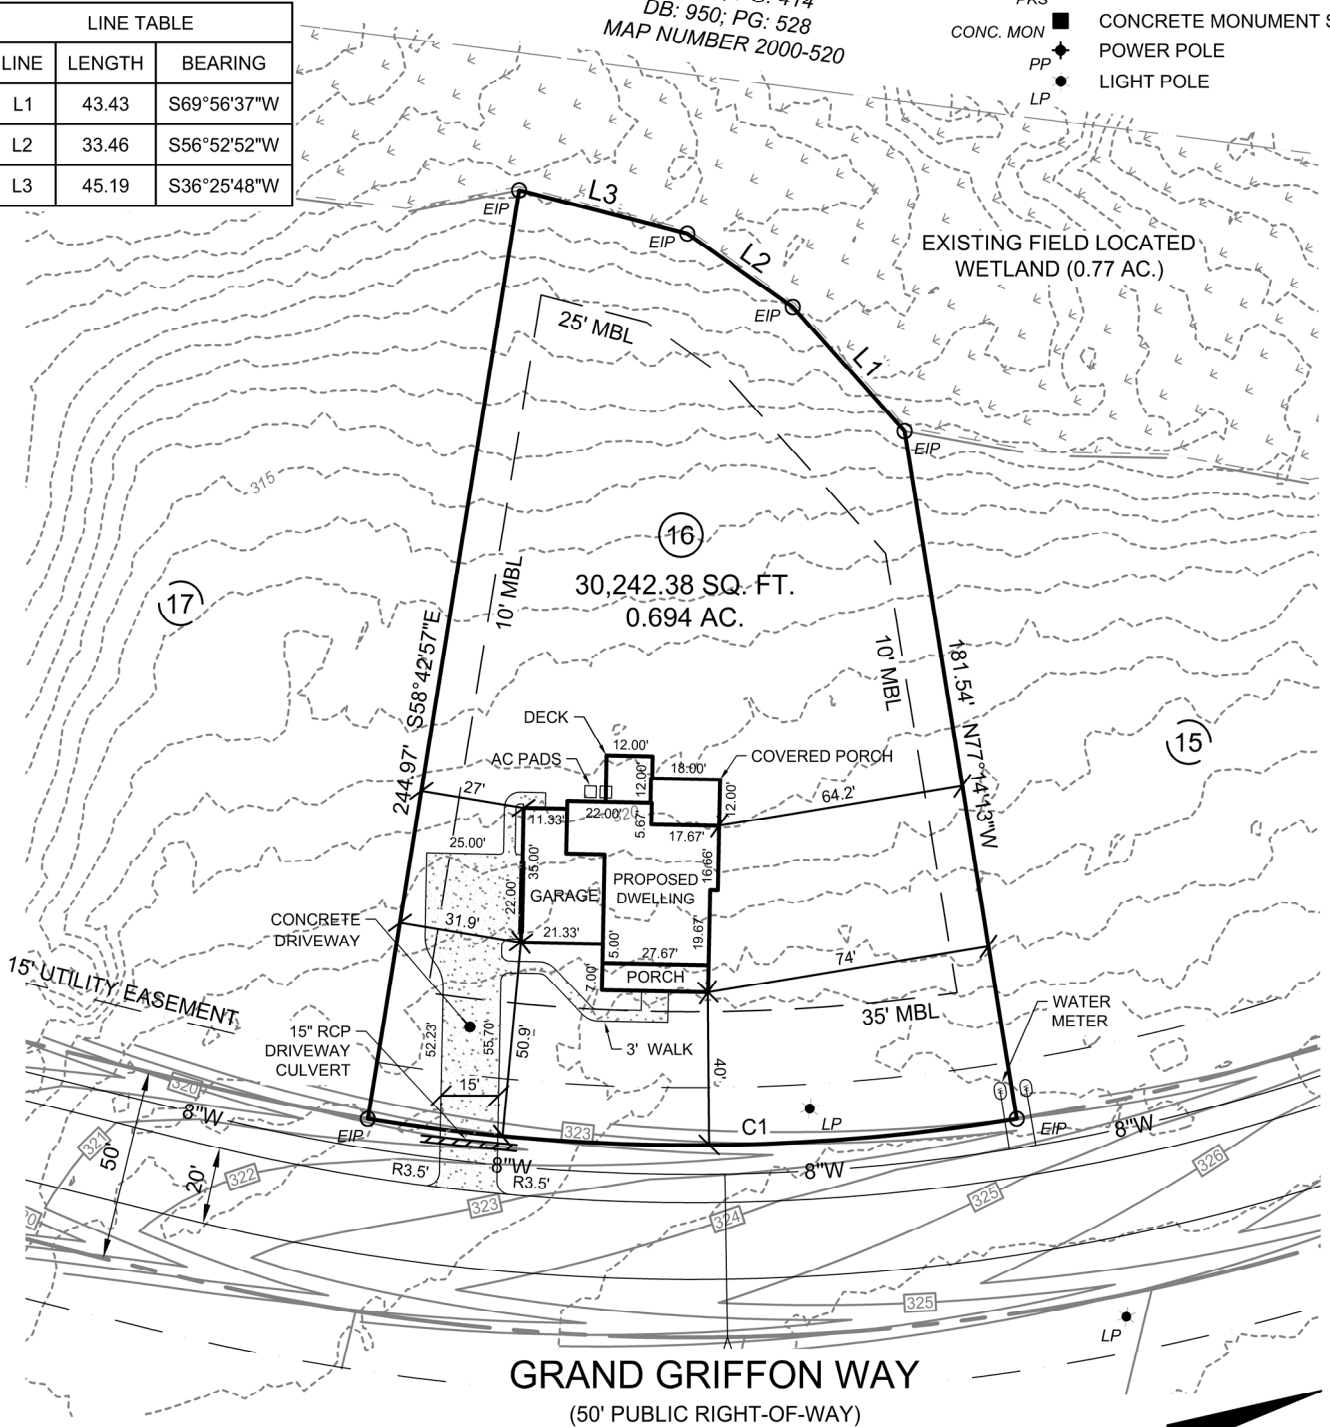 LINE TABLE
LINE LENGTH BEARING
L1 43.43 S69°56'37"W
L2 33.46 S56°52'52"W
L3 45.19 S36°25'48"W
DB: 950; PG: 528
MAP NUMBER 2000-520
CONC. MON
CONCRETE MONUMENT
PP
POWER POLE
LP
LIGHT POLE
EIP
L3
EIP
L2
EIP
L1
EIP
EXISTING FIELD LOCATED
WETLAND (0.77 AC.)
25' MBL
315
16
30,242.38 SQ. FT.
0.694 AC.
17
15
10' MBL
10' MBL
244.97' S58°42'57"E
181.54' N77°14'13"W
DECK
12.00'
AC PADS
COVERED PORCH
18.00'
12.00'
12.00'
27'
64.2'
11.33'
22.00'
320
5.67'
17.67'
25.00'
35.00'
16.66'
22.00'
GARAGE
PROPOSED
DWELLING
CONCRETE
DRIVEWAY
31.9'
21.33'
5.00'
27.67'
19.67'
74'
7.00'
PORCH
15' UTILITY EASEMENT
35' MBL
WATER
METER
15" RCP
DRIVEWAY
CULVERT
52.23'
55.70'
50.9'
3' WALK
40'
15'
320
8"W
EIP
323
C1
LP
EIP
8"W
321
50'
20'
322
R3.5'
8"W
R3.5'
8"W
323
324
325
326
325
LP
GRAND GRIFFON WAY
(50' PUBLIC RIGHT-OF-WAY)